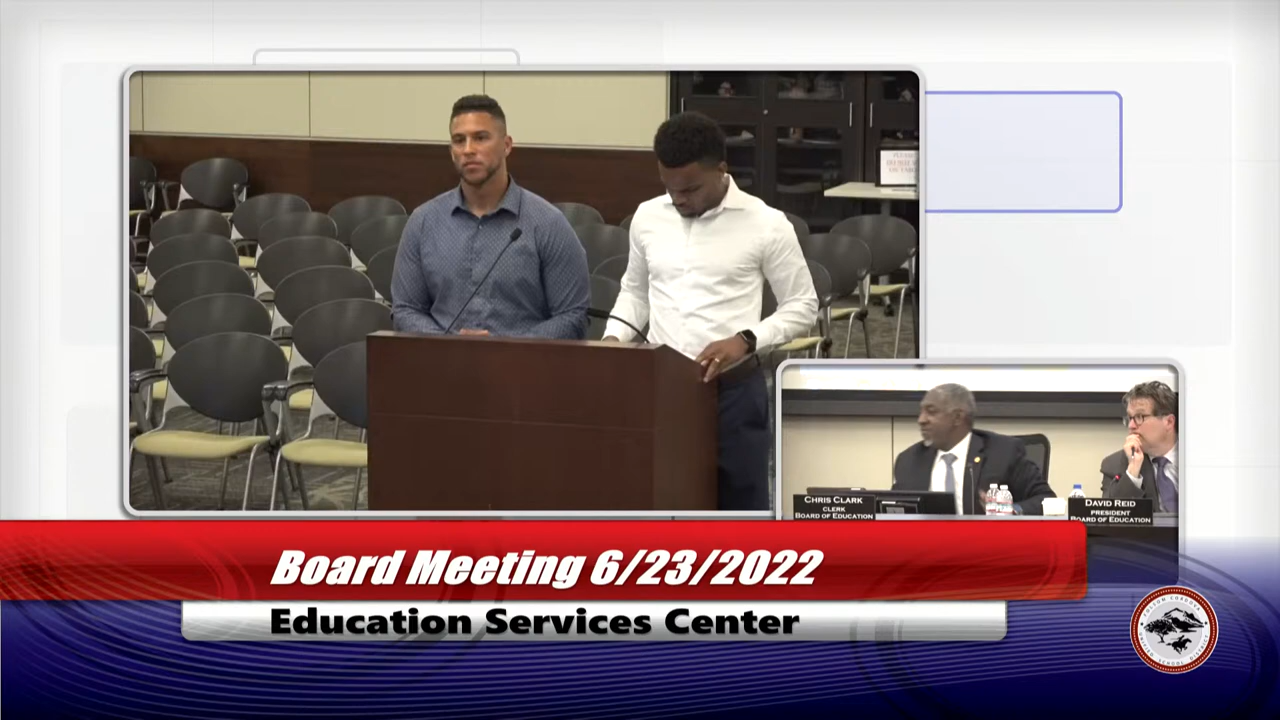 CHRIS CLARK
CLERK
BOARD OF EDUCATION
DAVID REID
PRESIDENT
BOARD OF EDUCATION
Board Meeting 6/23/2022
Education Services Center